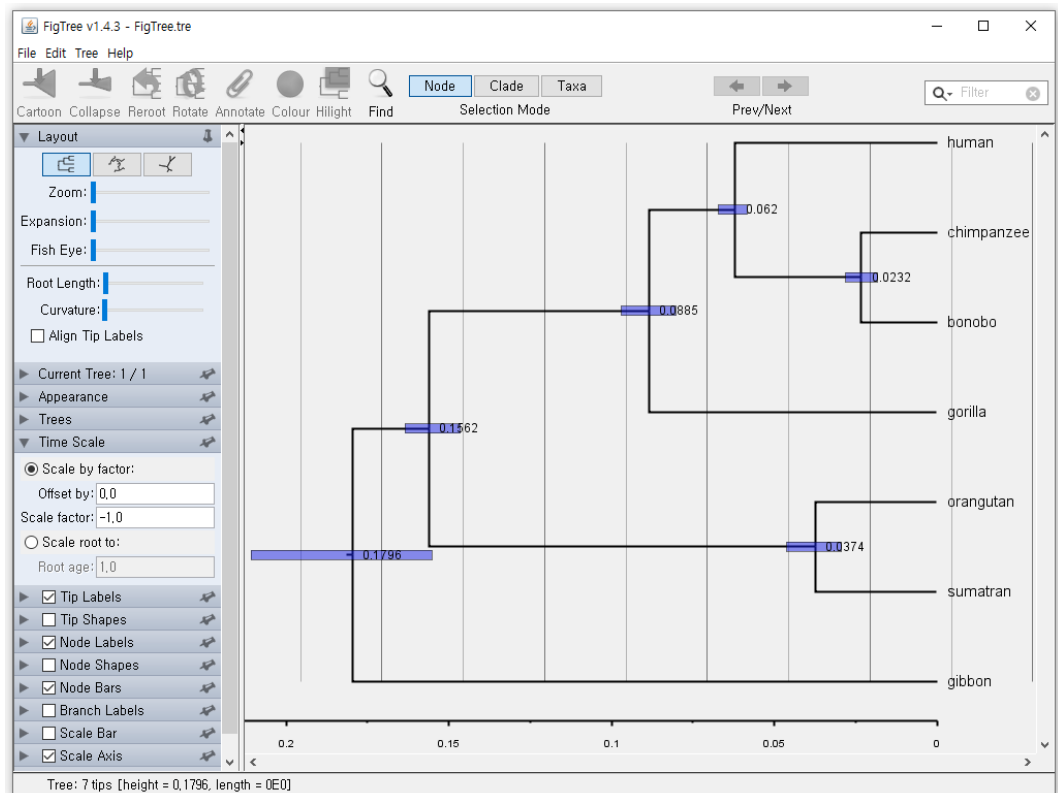 FigTree v1.4.3 - FigTree.tre
File Edit Tree Help
Cartoon Collapse Reroot Rotate Annotate Colour Hilight Find
Node Clade Taxa
Selection Mode
Prev/Next
Filter
Layout
Zoom:
Expansion:
Fish Eye:
Root Length:
Curvature:
Align Tip Labels
Current Tree: 1 / 1
Appearance
Trees
Time Scale
Scale by factor:
Offset by: 0,0
Scale factor: -1,0
Scale root to:
Root age: 1,0
Tip Labels
Tip Shapes
Node Labels
Node Shapes
Node Bars
Branch Labels
Scale Bar
Scale Axis
human
0.062
chimpanzee
0.0232
0.0885
bonobo
gorilla
0.1562
orangutan
0.0374
0.1796
sumatran
gibbon
0.2 0.15 0.1 0.05 0
Tree: 7 tips [height = 0,1796, length = 0E0]